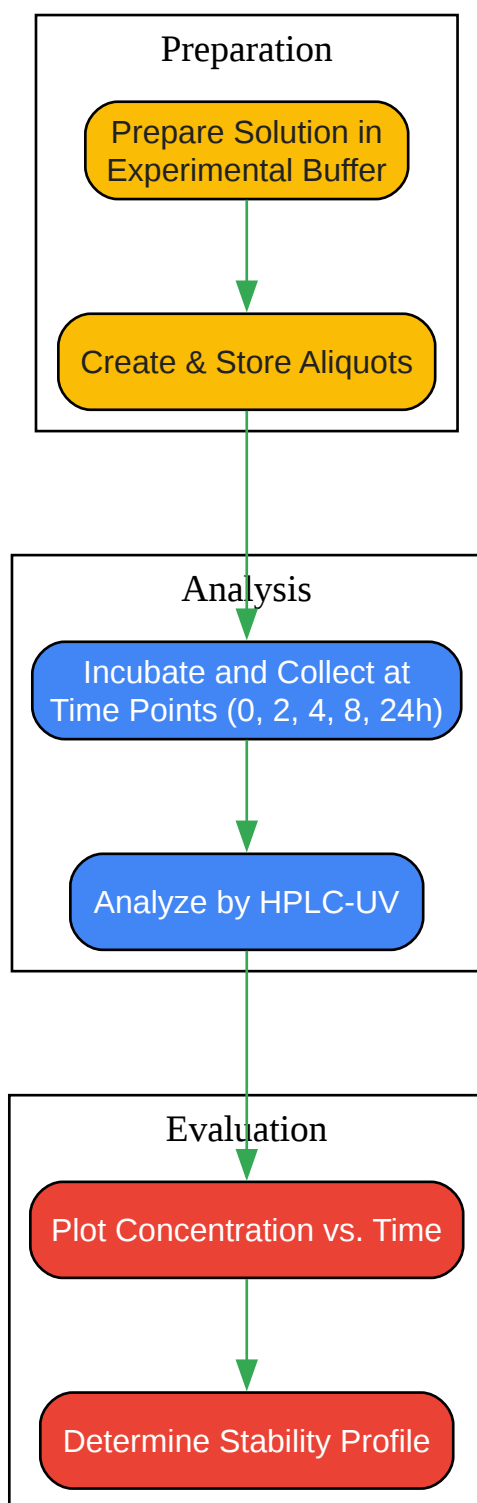 Preparation
Prepare Solution in
Experimental Buffer
Create & Store Aliquots
Analysis
Incubate and Collect at
Time Points (0, 2, 4, 8, 24h)
Analyze by HPLC-UV
Evaluation
Plot Concentration vs. Time
Determine Stability Profile